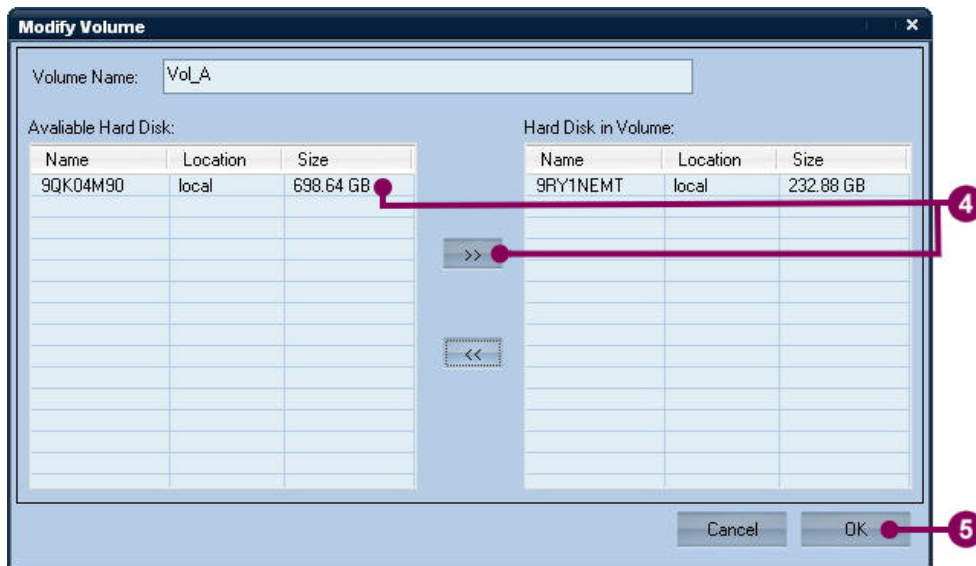 Modify Volume x
Volume Name: Vol_A
Avaliable Hard Disk: Hard Disk in Volume:
Name Location Size Name Location Size
9QK04M90 local 698.64 GB 9RY1NEMT local 232.88 GB
4
>>
<<
Cancel OK 5